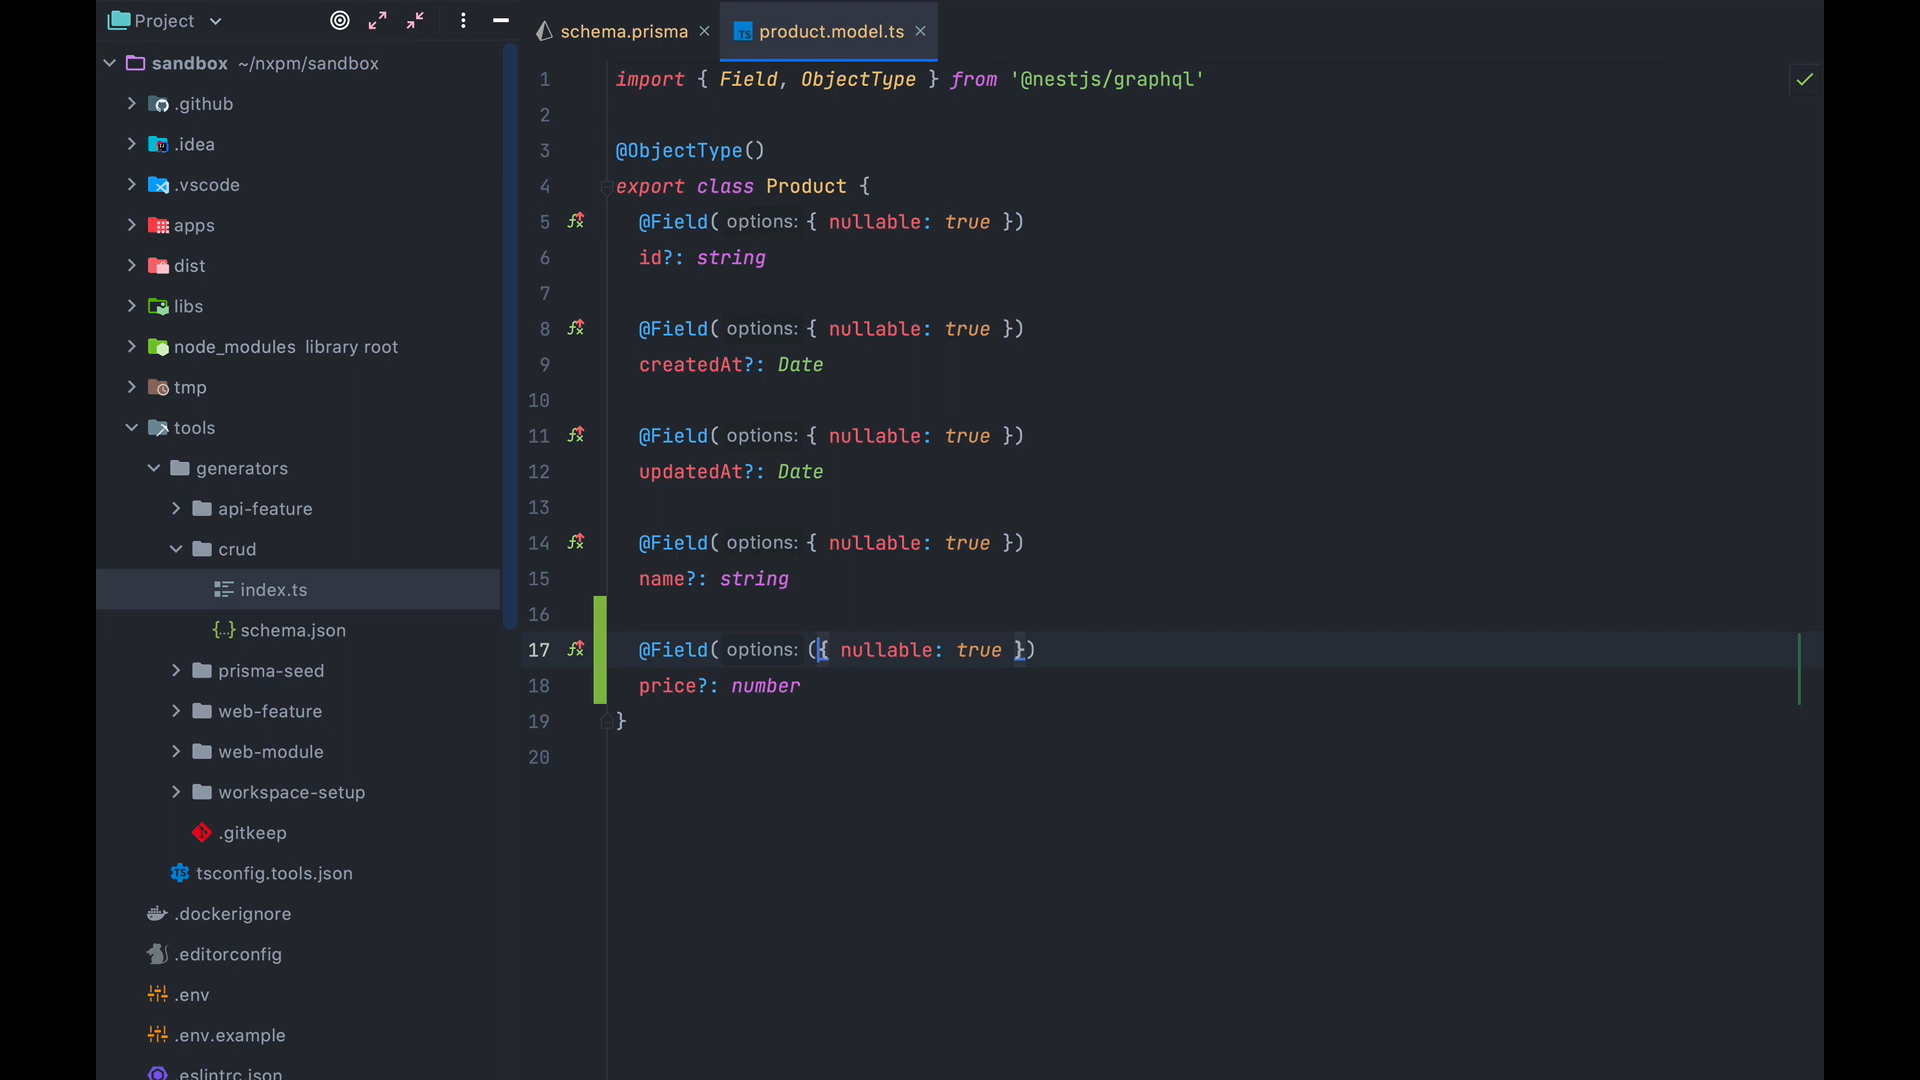 Project
sandbox ~/nxpm/sandbox
.github
.idea
.vscode
apps
dist
libs
node_modules library root
tmp
tools
generators
api-feature
crud
index.ts
schema.json
prisma-seed
web-feature
web-module
workspace-setup
.gitkeep
tsconfig.tools.json
.dockerignore
.editorconfig
.env
.env.example
.eslintrc.json
schema.prisma
product.model.ts
1 import { Field, ObjectType } from '@nestjs/graphql'
2
3 @ObjectType()
4 export class Product {
5 @Field( options: { nullable: true })
6 id?: string
7
8 @Field( options: { nullable: true })
9 createdAt?: Date
10
11 @Field( options: { nullable: true })
12 updatedAt?: Date
13
14 @Field( options: { nullable: true })
15 name?: string
16
17 @Field( options: ({ nullable: true })
18 price?: number
19 }
20